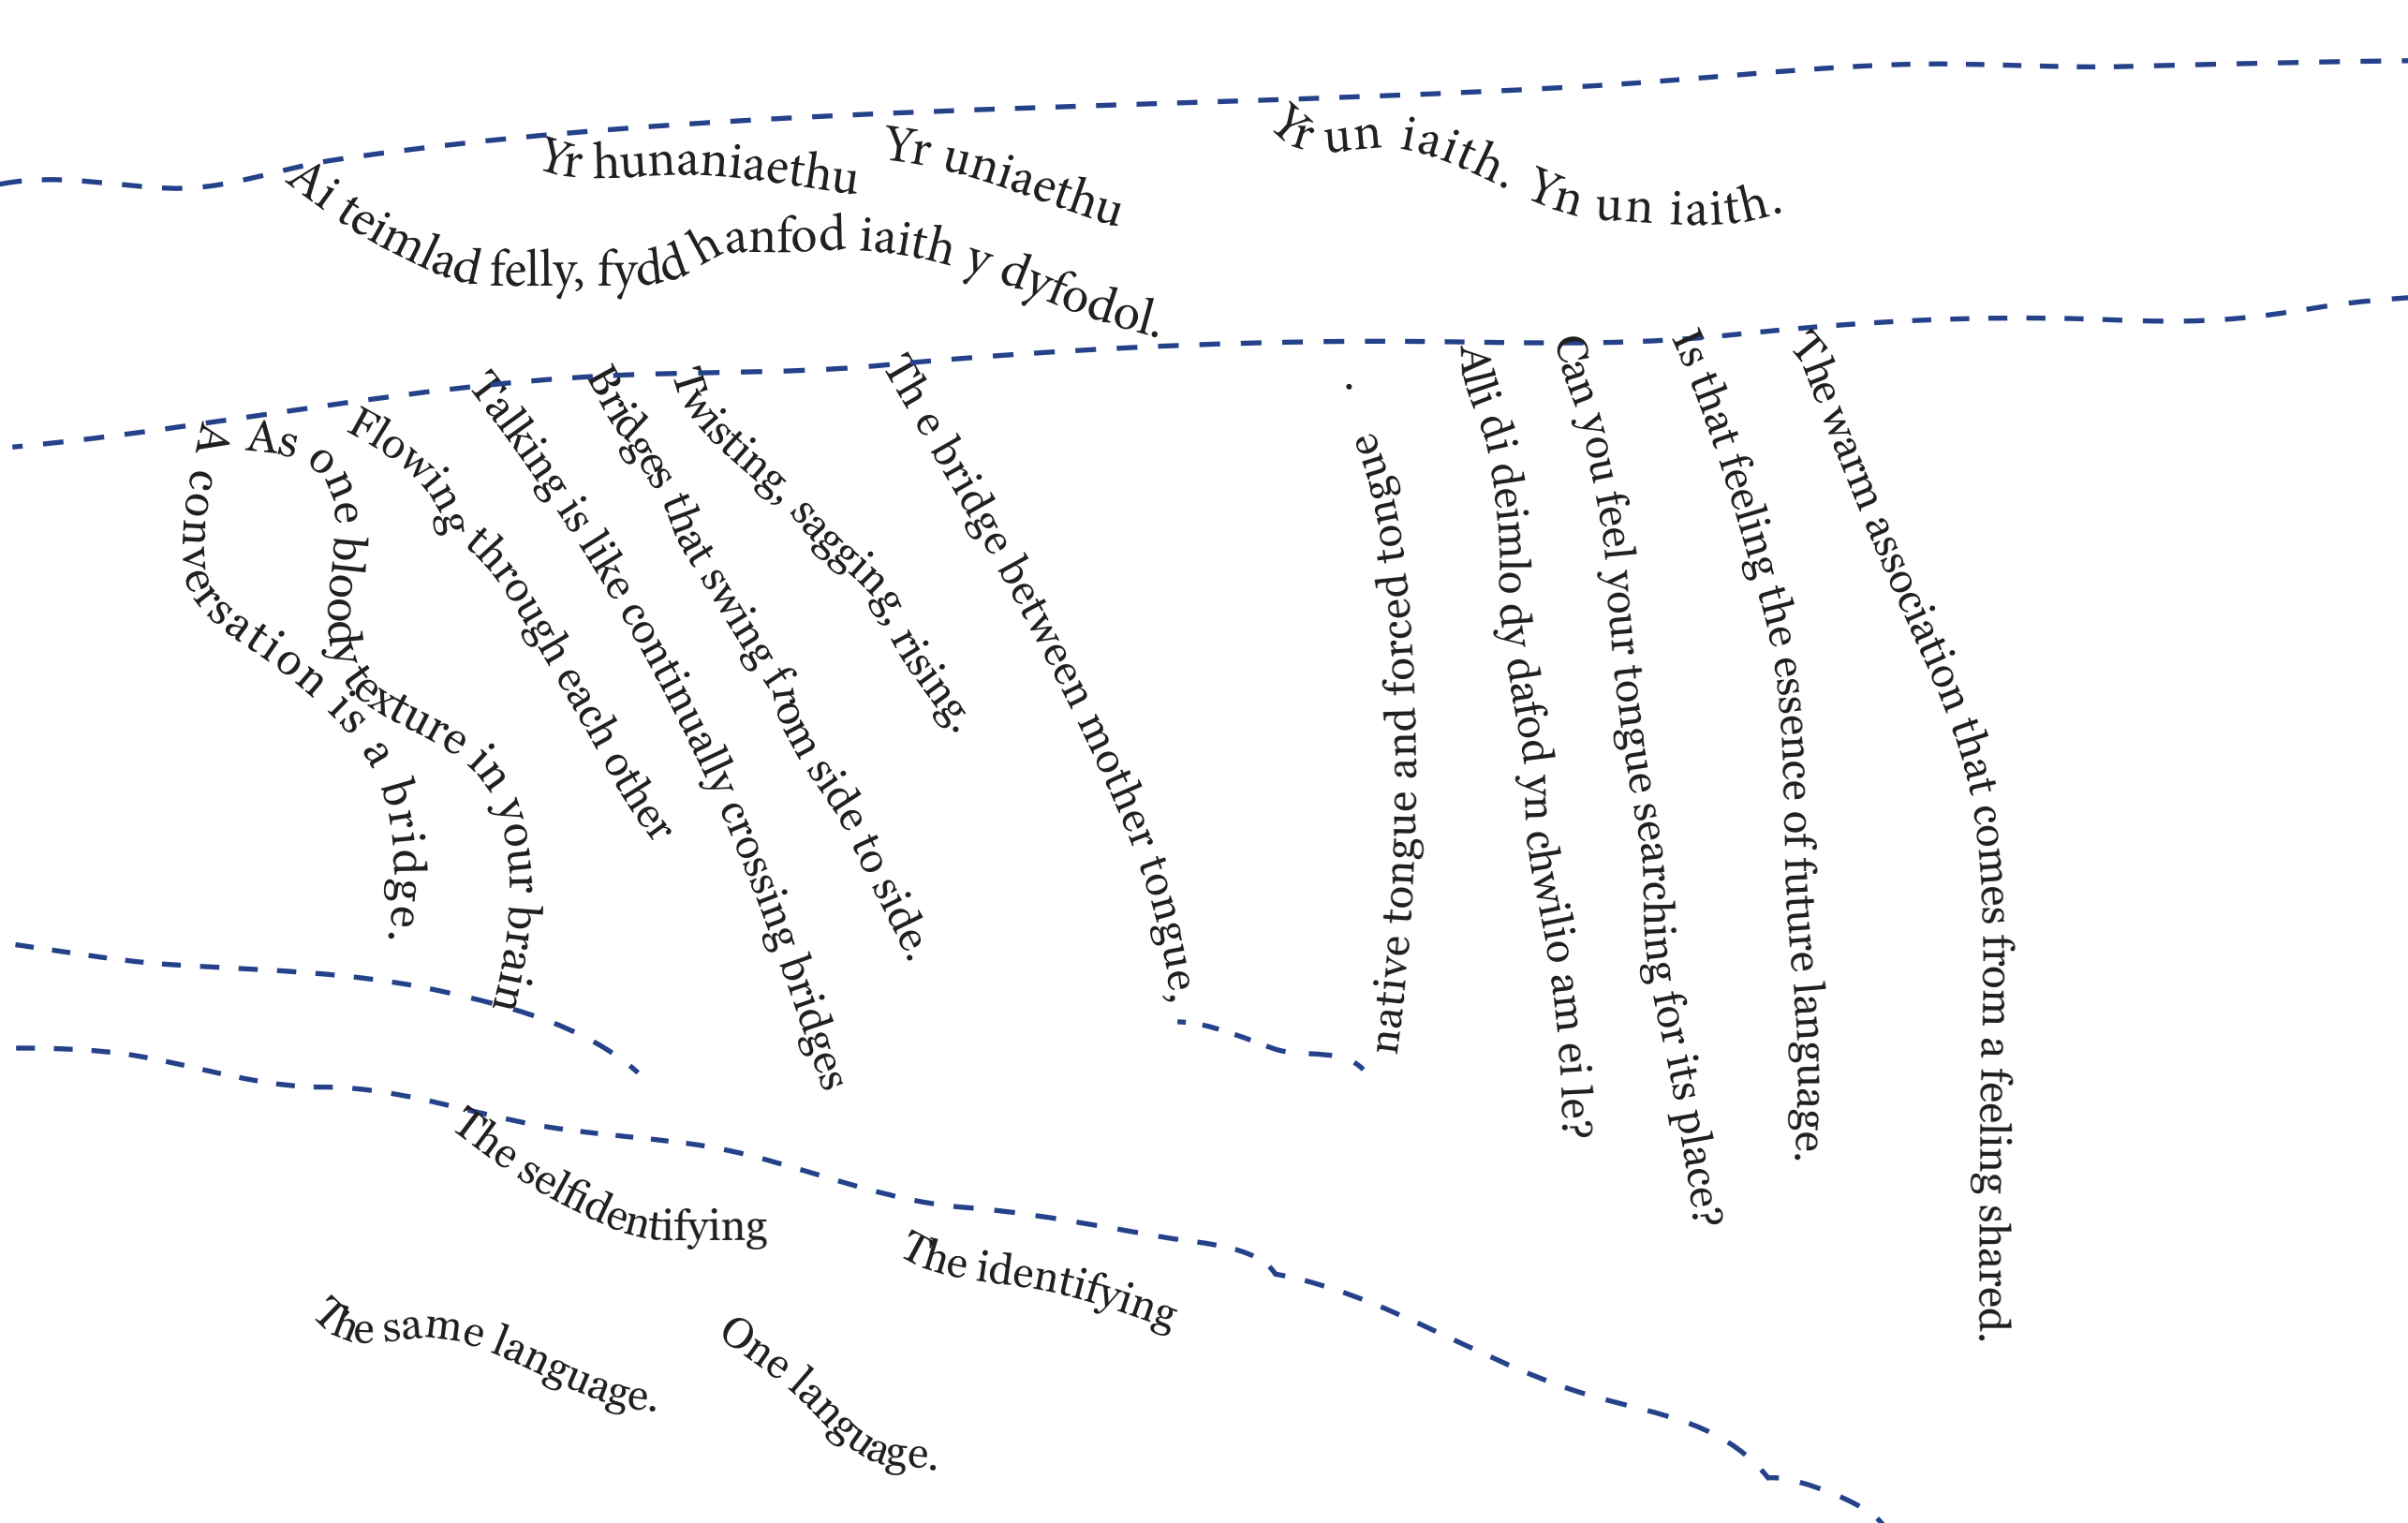 Yr hunaniaethu
Yr uniaethu
Yr un iaith.
Yn un iaith.
Ai teimlad felly, fydd hanfod iaith y dyfodol.
A conversation is a bridge.
As one bloody texture in your brain
Flowing through each other
Talking is like continually crossing bridges
Bridges that swing from side to side.
Twisting, sagging, rising.
Th e bridge between mother tongue,
native tongue and forced tongue .
Alli di deimlo dy dafod yn chwilio am ei le?
Can you feel your tongue searching for its place?
Is that feeling the essence of future language.
The warm association that comes from a feeling shared.
The selfidentifying
The identifying
The same language.
One language.